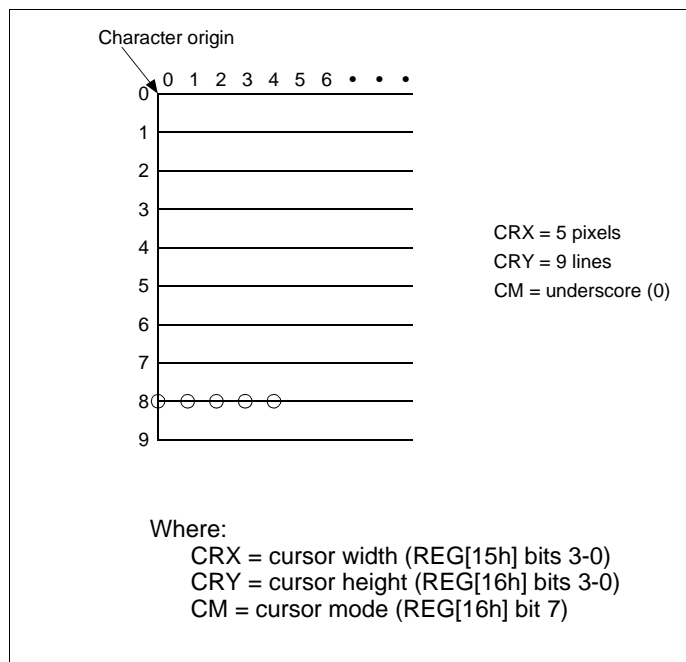 Character origin
0 1 2 3 4 5 6 • • •
0
1
2
3
4
5
6
7
8
9
CRX = 5 pixels
CRY = 9 lines
CM = underscore (0)
Where:
CRX = cursor width (REG[15h] bits 3-0)
CRY = cursor height (REG[16h] bits 3-0)
CM = cursor mode (REG[16h] bit 7)